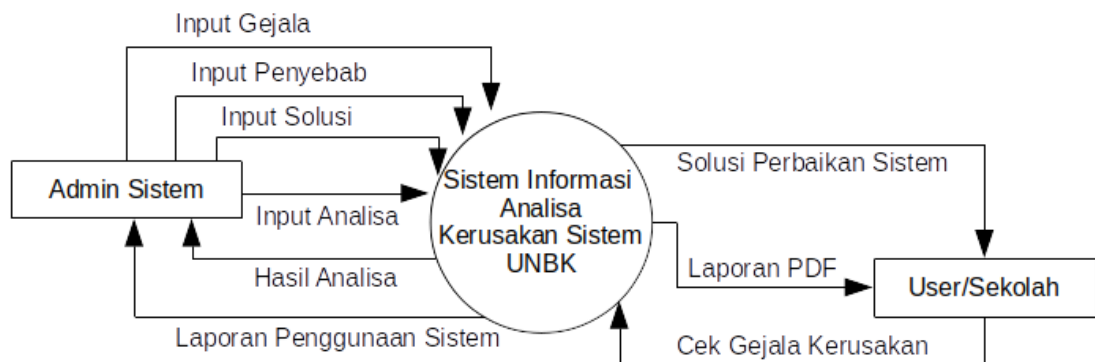 Input Gejala
Input Penyebab
Input Solusi
Admin Sistem
Input Analisa
Hasil Analisa
Laporan Penggunaan Sistem
Sistem Informasi
Analisa
Kerusakan Sistem
UNBK
Solusi Perbaikan Sistem
Laporan PDF
User/Sekolah
Cek Gejala Kerusakan